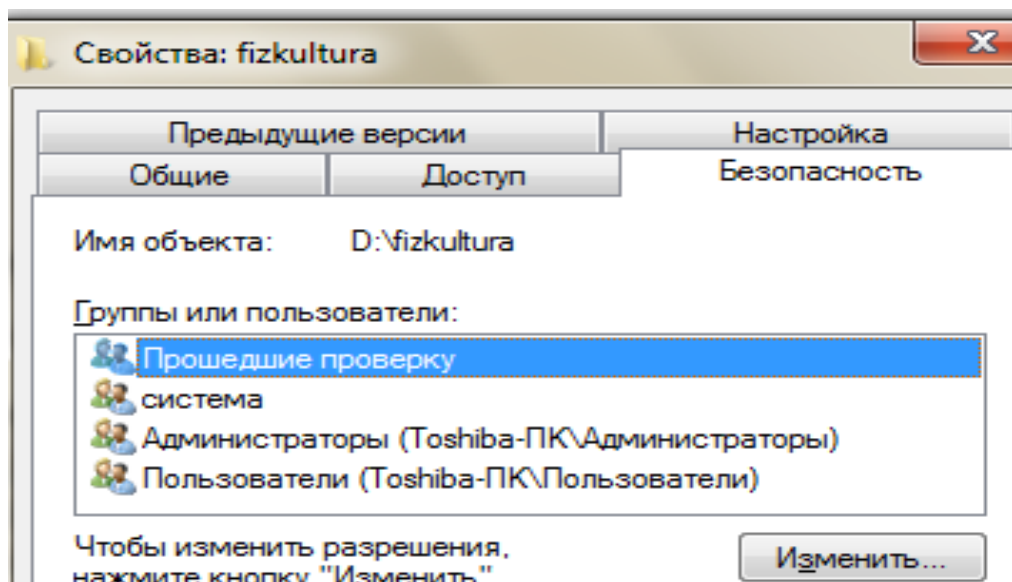 Свойства: fizkultura
Предыдущие версии Настройка
Общие Доступ Безопасность
Имя объекта: D:\fizkultura
Группы или пользователи:
Прошедшие проверку
система
Администраторы (Toshiba-ПК\Администраторы)
Пользователи (Toshiba-ПК\Пользователи)
Чтобы изменить разрешения,
нажмите кнопку "Изменить".
Изменить...